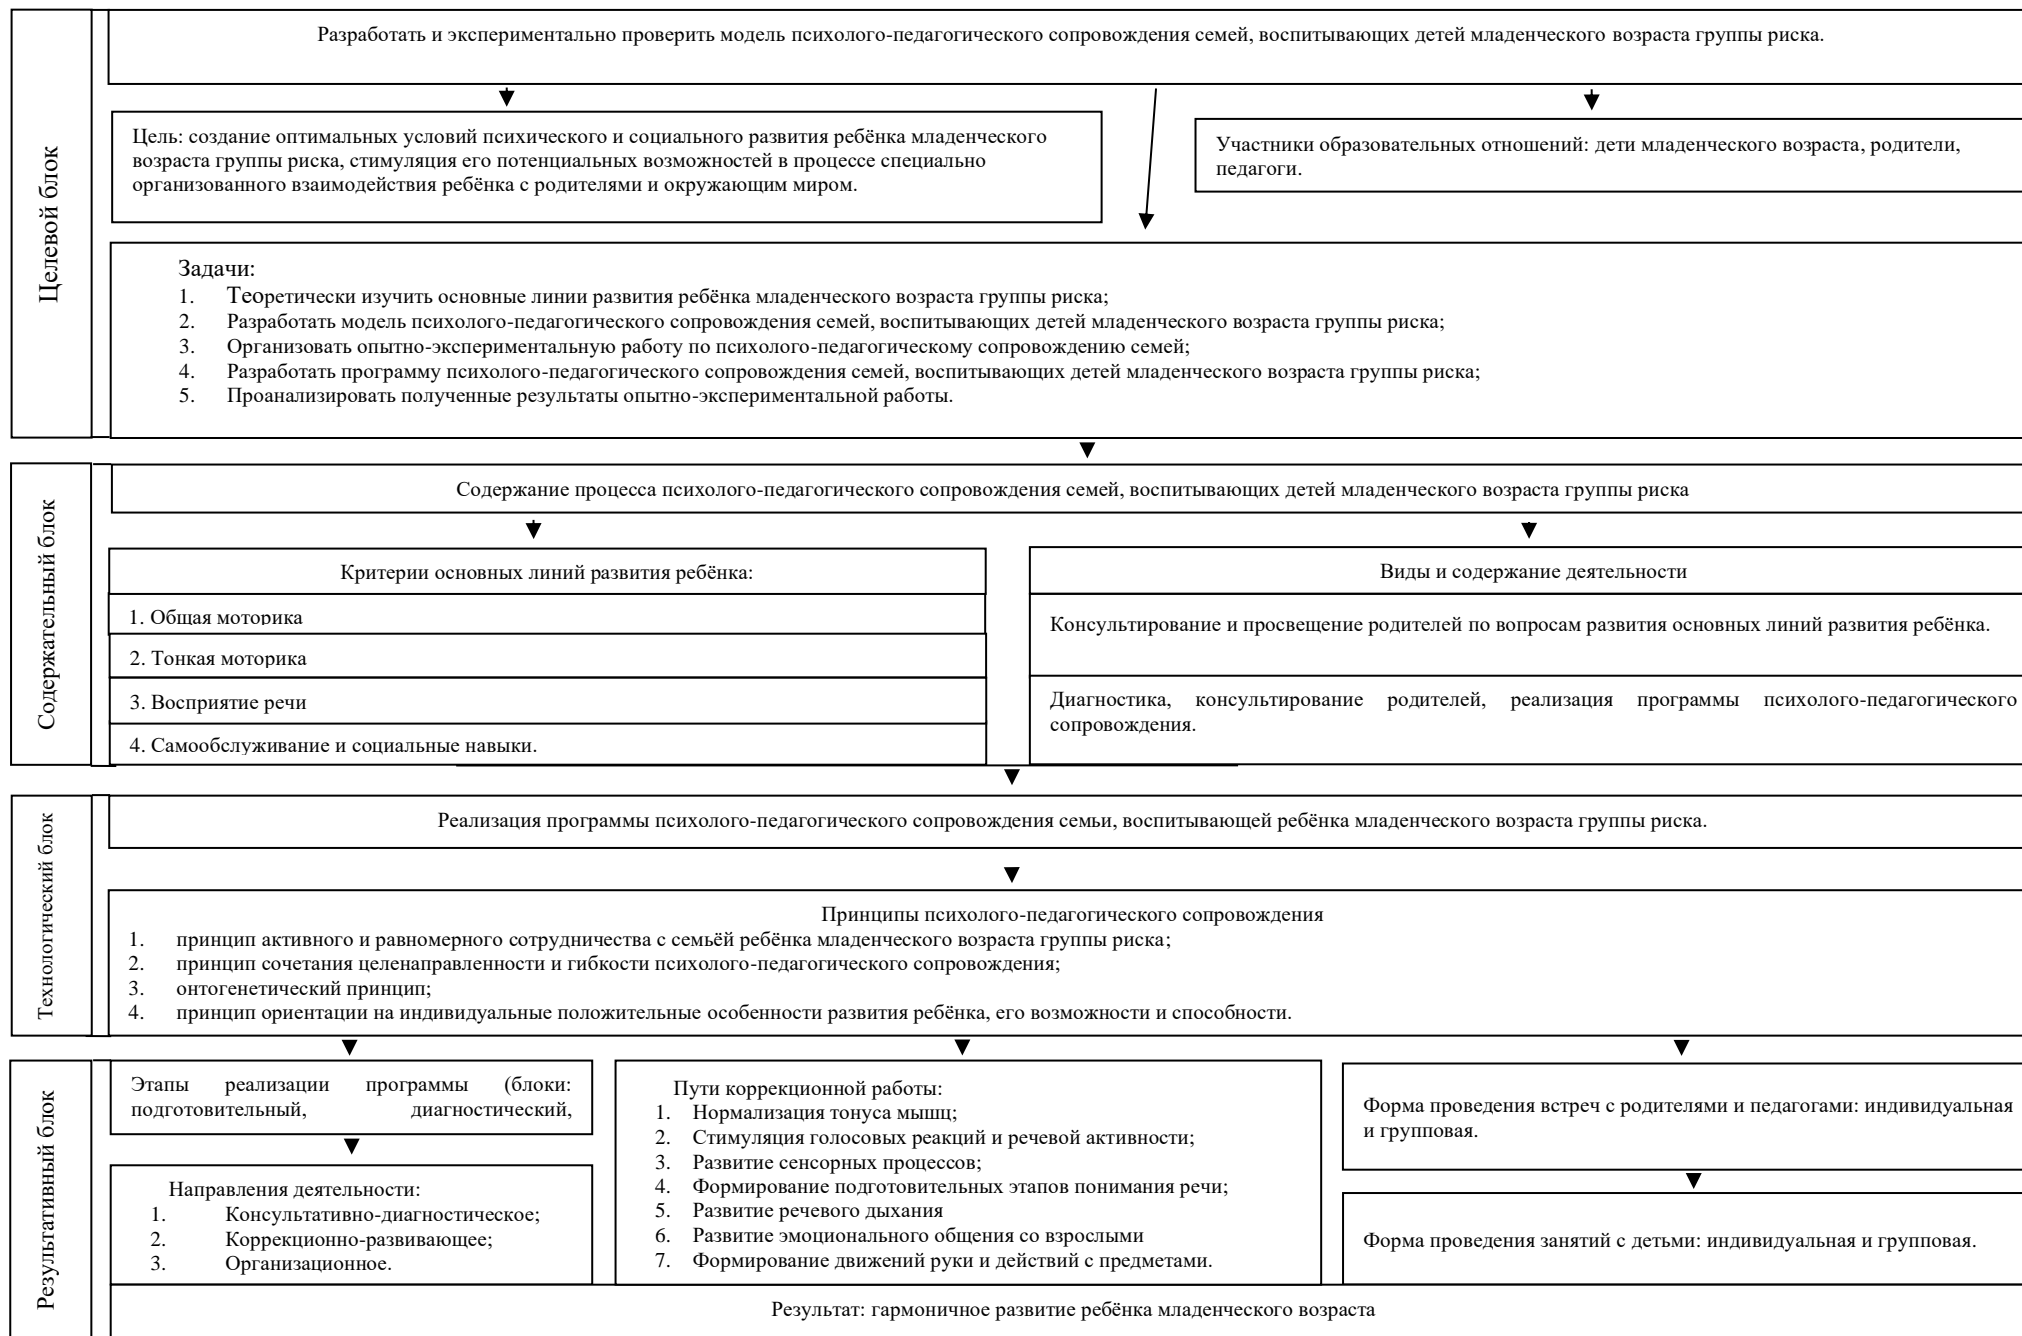 Целевой блок
Разработать и экспериментально проверить модель психолого-педагогического сопровождения семей, воспитывающих детей младенческого возраста группы риска.
Цель: создание оптимальных условий психического и социального развития ребёнка младенческого
возраста группы риска, стимуляция его потенциальных возможностей в процессе специально
организованного взаимодействия ребёнка с родителями и окружающим миром.
Участники образовательных отношений: дети младенческого возраста, родители,
педагоги.
Задачи:
1. Теоретически изучить основные линии развития ребёнка младенческого возраста группы риска;
2. Разработать модель психолого-педагогического сопровождения семей, воспитывающих детей младенческого возраста группы риска;
3. Организовать опытно-экспериментальную работу по психолого-педагогическому сопровождению семей;
4. Разработать программу психолого-педагогического сопровождения семей, воспитывающих детей младенческого возраста группы риска;
5. Проанализировать полученные результаты опытно-экспериментальной работы.
Содержательный блок
Содержание процесса психолого-педагогического сопровождения семей, воспитывающих детей младенческого возраста группы риска
Критерии основных линий развития ребёнка:
1. Общая моторика
2. Тонкая моторика
3. Восприятие речи
4. Самообслуживание и социальные навыки.
Виды и содержание деятельности
Консультирование и просвещение родителей по вопросам развития основных линий развития ребёнка.
Диагностика, консультирование родителей, реализация программы психолого-педагогического
сопровождения.
Технологический блок
Реализация программы психолого-педагогического сопровождения семьи, воспитывающей ребёнка младенческого возраста группы риска.
Принципы психолого-педагогического сопровождения
1. принцип активного и равномерного сотрудничества с семьёй ребёнка младенческого возраста группы риска;
2. принцип сочетания целенаправленности и гибкости психолого-педагогического сопровождения;
3. онтогенетический принцип;
4. принцип ориентации на индивидуальные положительные особенности развития ребёнка, его возможности и способности.
Результативный блок
Этапы реализации программы (блоки:
подготовительный, диагностический,
Направления деятельности:
1. Консультативно-диагностическое;
2. Коррекционно-развивающее;
3. Организационное.
Пути коррекционной работы:
1. Нормализация тонуса мышц;
2. Стимуляция голосовых реакций и речевой активности;
3. Развитие сенсорных процессов;
4. Формирование подготовительных этапов понимания речи;
5. Развитие речевого дыхания
6. Развитие эмоционального общения со взрослыми
7. Формирование движений руки и действий с предметами.
Форма проведения встреч с родителями и педагогами: индивидуальная
и групповая.
Форма проведения занятий с детьми: индивидуальная и групповая.
Результат: гармоничное развитие ребёнка младенческого возраста